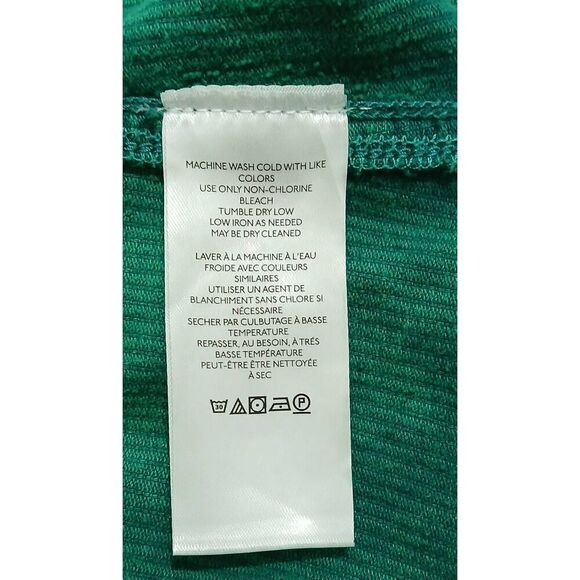 MACHINE WASH COLD WITH LIKE
COLORS
USE ONLY NON-CHLORINE
BLEACH
TUMBLE DRY LOW
LOW IRON AS NEEDED
MAY BE DRY CLEANED
LAVER À LA MACHINE À L'EAU
FROIDE AVEC COULEURS
SIMILAIRES
UTILISER UN AGENT DE
BLANCHIMENT SANS CHLORE SI
NÉCESSAIRE
SECHER PAR CULBUTAGE À BASSE
TEMPERATURE
REPASSER, AU BESOIN, À TRÉS
BASSE TEMPÉRATURE
PEUT-ÊTRE ÊTRE NETTOYÉE
À SEC
30 P